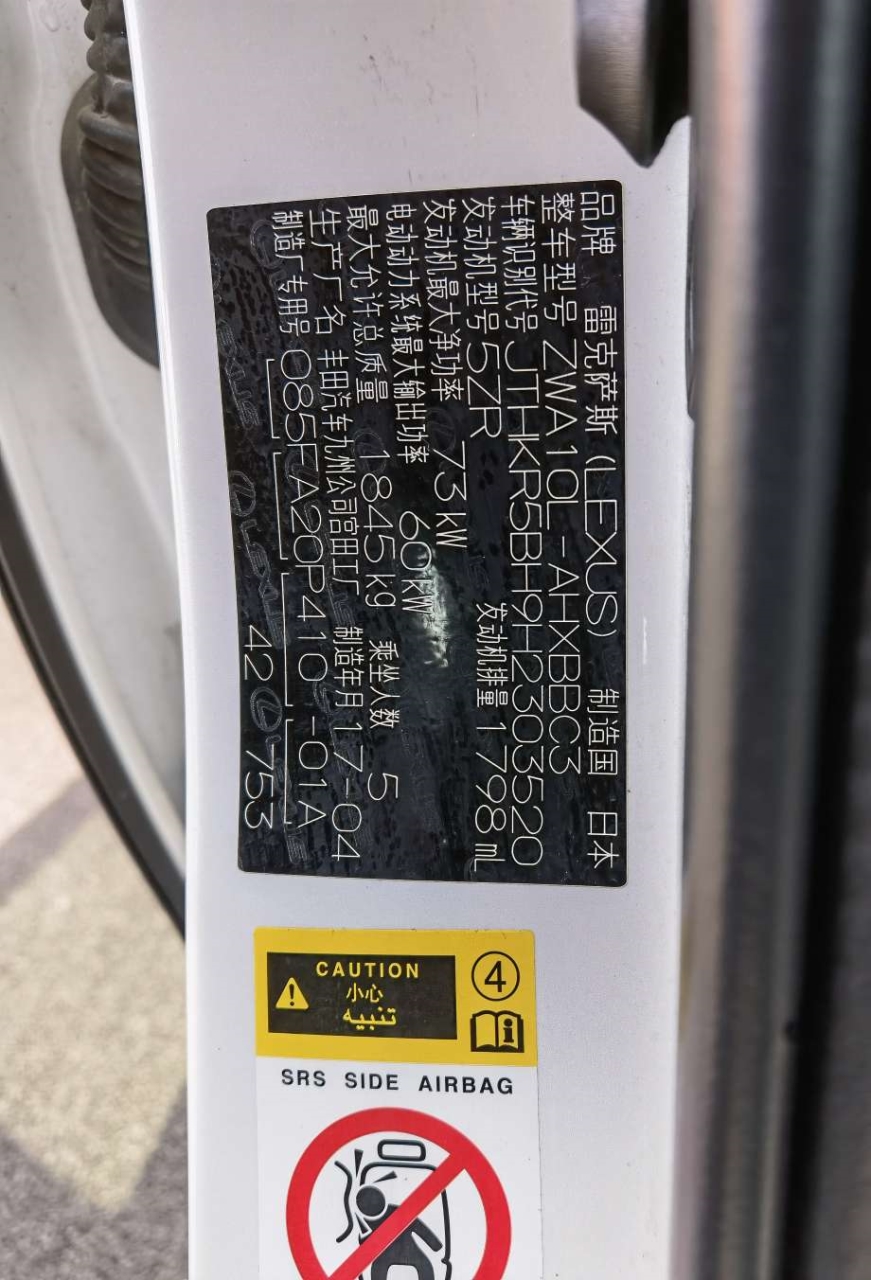 品牌 雷克萨斯(LEXUS) 制造国 日本
整车型号 ZWA10L-AHXBBC3
车辆识别代号 JTHKR5BH9H2303520
发动机型号 5ZR 发动机排量 1798 mL
发动机最大净功率 73 kW
电动动力系统最大输出功率 60 kW
最大允许总质量 1845 kg 乘坐人数 5
生产厂名 丰田汽车九州公司宫田工厂 制造年月 17-04
制造厂专用号 085FA20P410-01A
42 753
CAUTION
小心
تنبيه
4
i
SRS SIDE AIRBAG